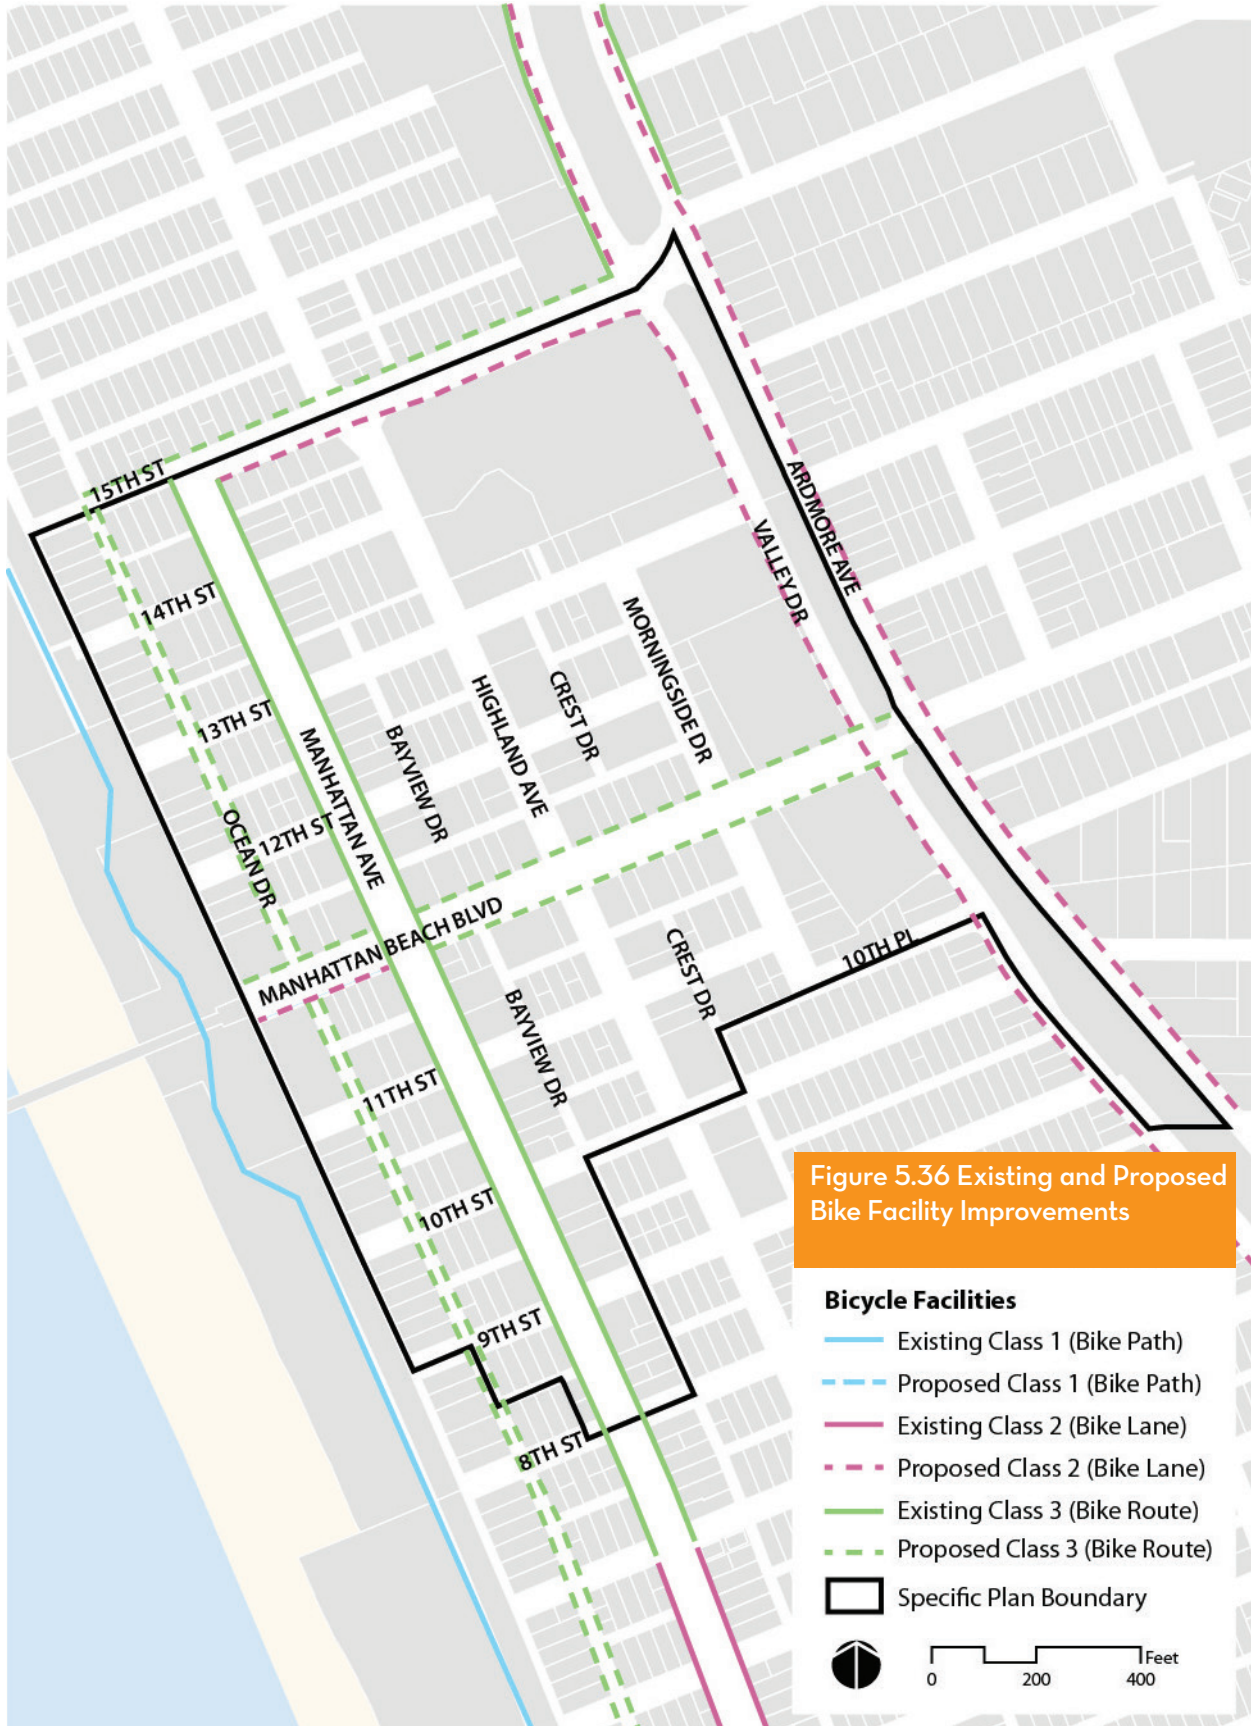 15TH ST
14TH ST
13TH ST
12TH ST
OCEAN DR
MANHATTAN AVE
BAYVIEW DR
HIGHLAND AVE
CREST DR
MORNINGSIDE DR
VALLEY DR
ARDMORE AVE
MANHATTAN BEACH BLVD
11TH ST
10TH ST
9TH ST
8TH ST
BAYVIEW DR
CREST DR
10TH PL
Figure 5.36 Existing and Proposed
Bike Facility Improvements
Bicycle Facilities
Existing Class 1 (Bike Path)
Proposed Class 1 (Bike Path)
Existing Class 2 (Bike Lane)
Proposed Class 2 (Bike Lane)
Existing Class 3 (Bike Route)
Proposed Class 3 (Bike Route)
Specific Plan Boundary
Feet
0 200 400